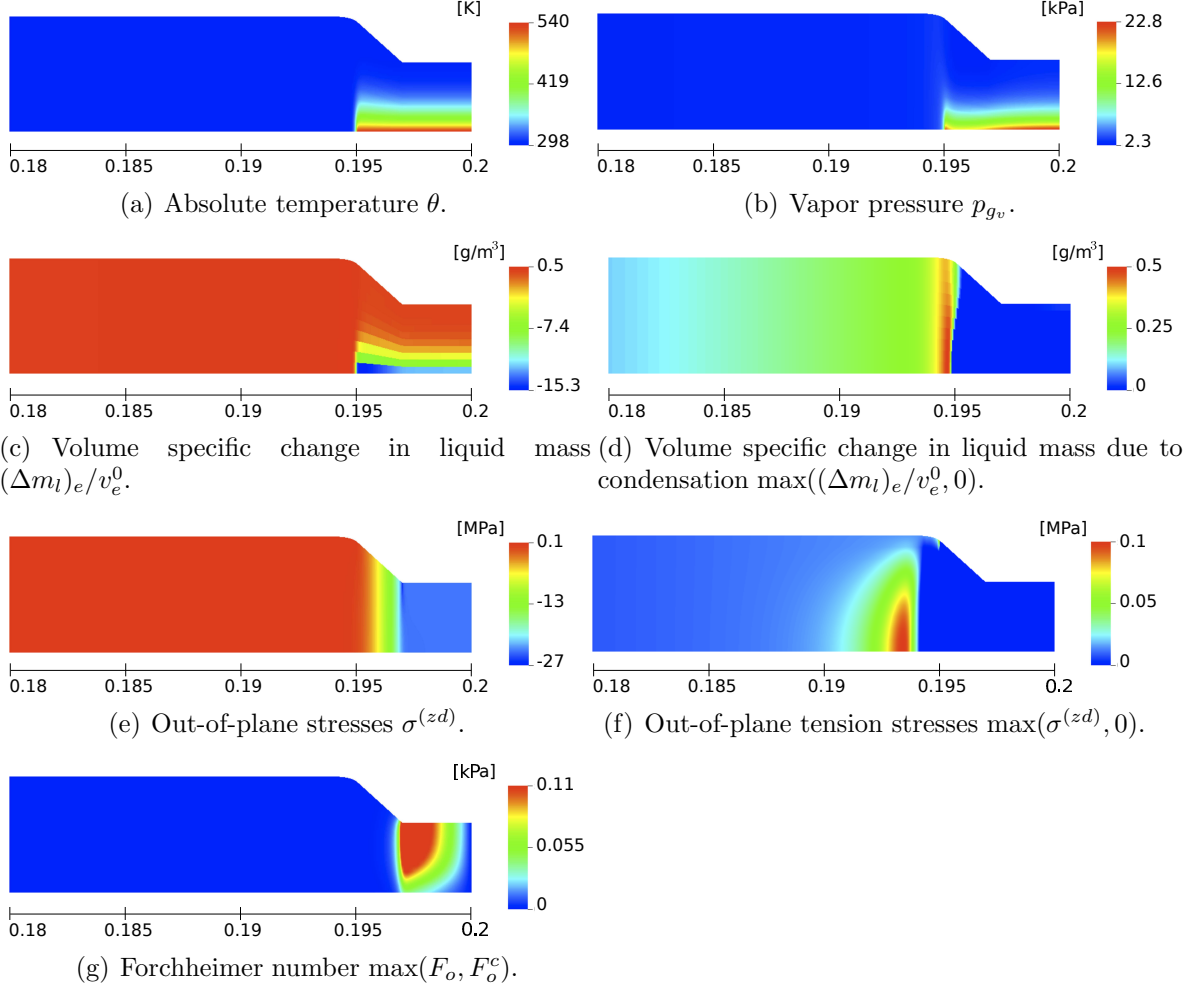 [K]
540
419
298
0.18 0.185 0.19 0.195 0.2
(a) Absolute temperature θ.
[kPa]
22.8
12.6
2.3
0.18 0.185 0.19 0.195 0.2
(b) Vapor pressure p_{g_v}.
[g/m³]
0.5
-7.4
-15.3
0.18 0.185 0.19 0.195 0.2
(c) Volume specific change in liquid mass
(Δm_l)_e/v_e^0.
[g/m³]
0.5
0.25
0
0.18 0.185 0.19 0.195 0.2
(d) Volume specific change in liquid mass due to
condensation max((Δm_l)_e/v_e^0, 0).
[MPa]
0.1
-13
-27
0.18 0.185 0.19 0.195 0.2
(e) Out-of-plane stresses σ^{(zd)}.
[MPa]
0.1
0.05
0
0.18 0.185 0.19 0.195 0.2
(f) Out-of-plane tension stresses max(σ^{(zd)}, 0).
[kPa]
0.11
0.055
0
0.18 0.185 0.19 0.195 0.2
(g) Forchheimer number max(F_o, F_o^c).